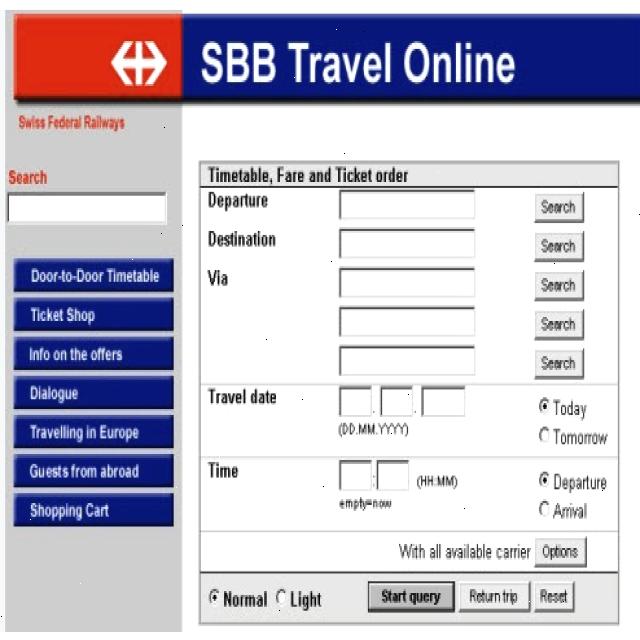 SBB Travel Online
Swiss Federal Railways
Search
Door-to-Door Timetable
Ticket Shop
Info on the offers
Dialogue
Travelling in Europe
Guests from abroad
Shopping Cart
Timetable, Fare and Ticket order
Departure Search
Destination Search
Via Search
Search
Search
Travel date . . Today
(DD.MM.YYYY) Tomorrow
Time : (HH:MM) Departure
empty=now Arrival
With all available carrier Options
Normal Light Start query Return trip Reset